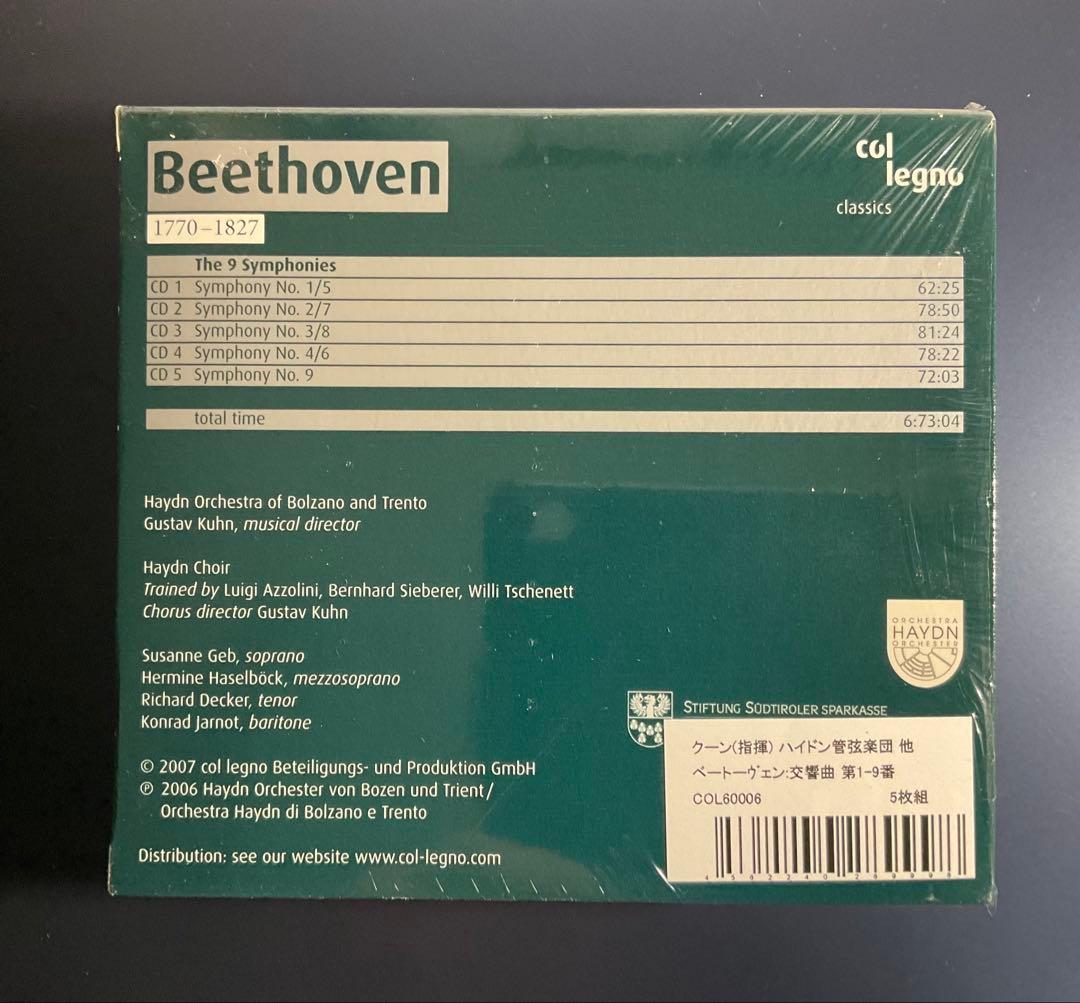 Beethoven
1770–1827
col
legno
classics
The 9 Symphonies
CD 1 Symphony No. 1/5 62:25
CD 2 Symphony No. 2/7 78:50
CD 3 Symphony No. 3/8 81:24
CD 4 Symphony No. 4/6 78:22
CD 5 Symphony No. 9 72:03
total time 6:73:04
Haydn Orchestra of Bolzano and Trento
Gustav Kuhn, musical director
Haydn Choir
Trained by Luigi Azzolini, Bernhard Sieberer, Willi Tschenett
Chorus director Gustav Kuhn
Susanne Geb, soprano
Hermine Haselböck, mezzosoprano
Richard Decker, tenor
Konrad Jarnot, baritone
ORCHESTRA
HAYDN
ORCHESTER
STIFTUNG SÜDTIROLER SPARKASSE
© 2007 col legno Beteiligungs- und Produktion GmbH
℗ 2006 Haydn Orchester von Bozen und Trient/
Orchestra Haydn di Bolzano e Trento
Distribution: see our website www.col-legno.com
クーン(指揮) ハイドン管弦楽団 他
ベートーヴェン:交響曲 第1-9番
COL60006 5枚組